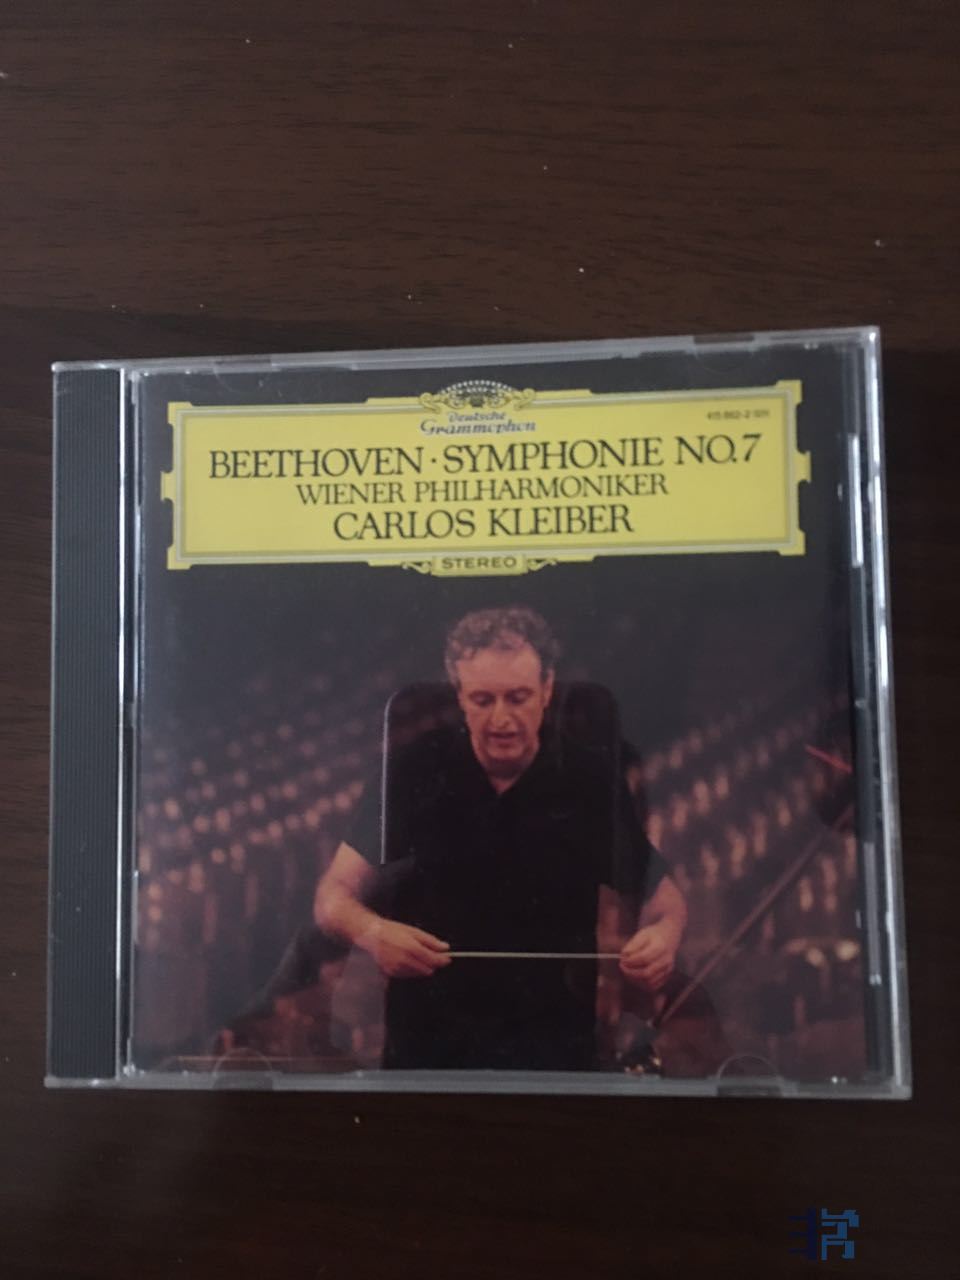 Deutsche
Grammophon
BEETHOVEN · SYMPHONIE NO. 7
WIENER PHILHARMONIKER
CARLOS KLEIBER
STEREO